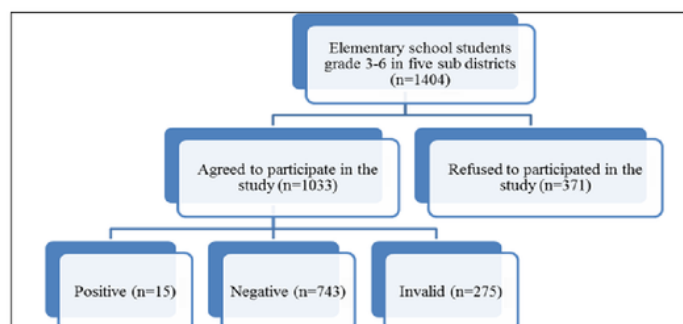 Elementary school students
grade 3-6 in five sub districts
(n=1404)
Agreed to participate in the
study (n=1033)
Refused to participated in the
study (n=371)
Positive (n=15)
Negative (n=743)
Invalid (n=275)